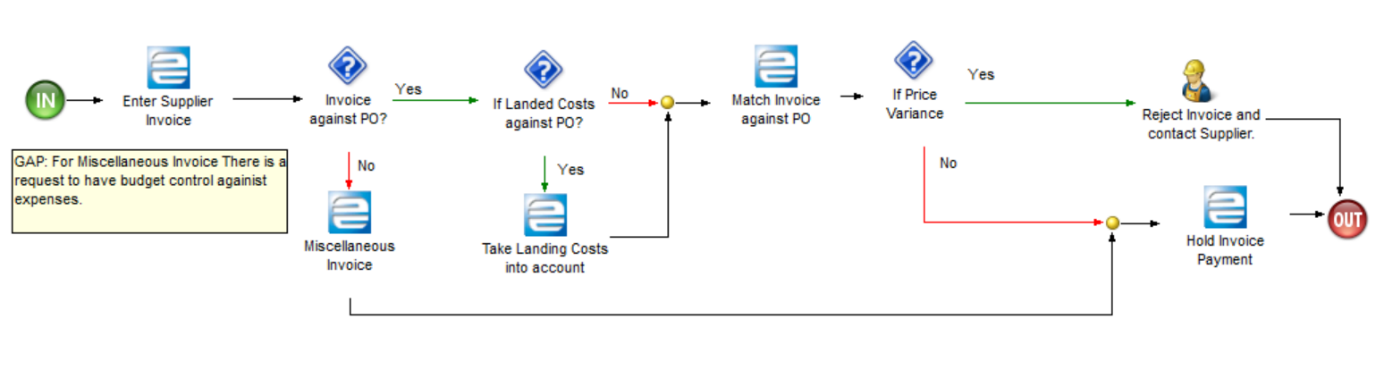 IN
Enter Supplier
Invoice
Invoice
against PO?
Yes
If Landed Costs
against PO?
No
Match Invoice
against PO
If Price
Variance
Yes
Reject Invoice and
contact Supplier.
GAP: For Miscellaneous Invoice There is a
request to have budget control againist
expenses.
No
Miscellaneous
Invoice
Yes
Take Landing Costs
into account
No
Hold Invoice
Payment
OUT